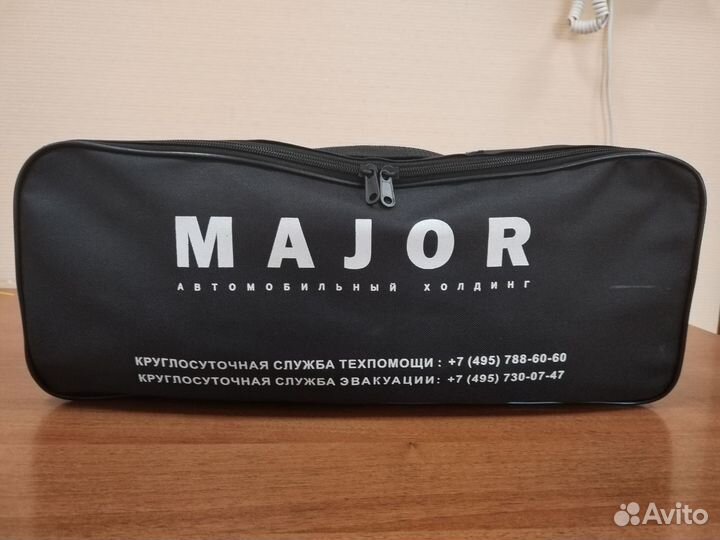 MAJOR
АВТОМОБИЛЬНЫЙ ХОЛДИНГ
КРУГЛОСУТОЧНАЯ СЛУЖБА ТЕХПОМОЩИ : +7 (495) 788-60-60
КРУГЛОСУТОЧНАЯ СЛУЖБА ЭВАКУАЦИИ: +7 (495) 730-07-47
Avito